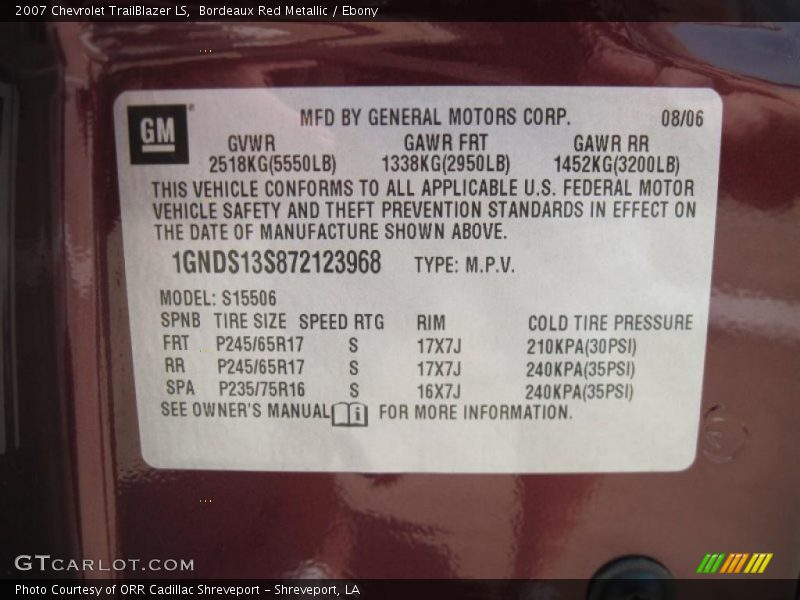 2007 Chevrolet TrailBlazer LS, Bordeaux Red Metallic / Ebony
GM
MFD BY GENERAL MOTORS CORP. 08/06
GVWR GAWR FRT GAWR RR
2518KG(5550LB) 1338KG(2950LB) 1452KG(3200LB)
THIS VEHICLE CONFORMS TO ALL APPLICABLE U.S. FEDERAL MOTOR
VEHICLE SAFETY AND THEFT PREVENTION STANDARDS IN EFFECT ON
THE DATE OF MANUFACTURE SHOWN ABOVE.
1GNDS13S872123968 TYPE: M.P.V.
MODEL: S15506
SPNB TIRE SIZE SPEED RTG RIM COLD TIRE PRESSURE
FRT P245/65R17 S 17X7J 210KPA(30PSI)
RR P245/65R17 S 17X7J 240KPA(35PSI)
SPA P235/75R16 S 16X7J 240KPA(35PSI)
SEE OWNER'S MANUAL i FOR MORE INFORMATION.
GTCARLOT.COM
Photo Courtesy of ORR Cadillac Shreveport - Shreveport, LA